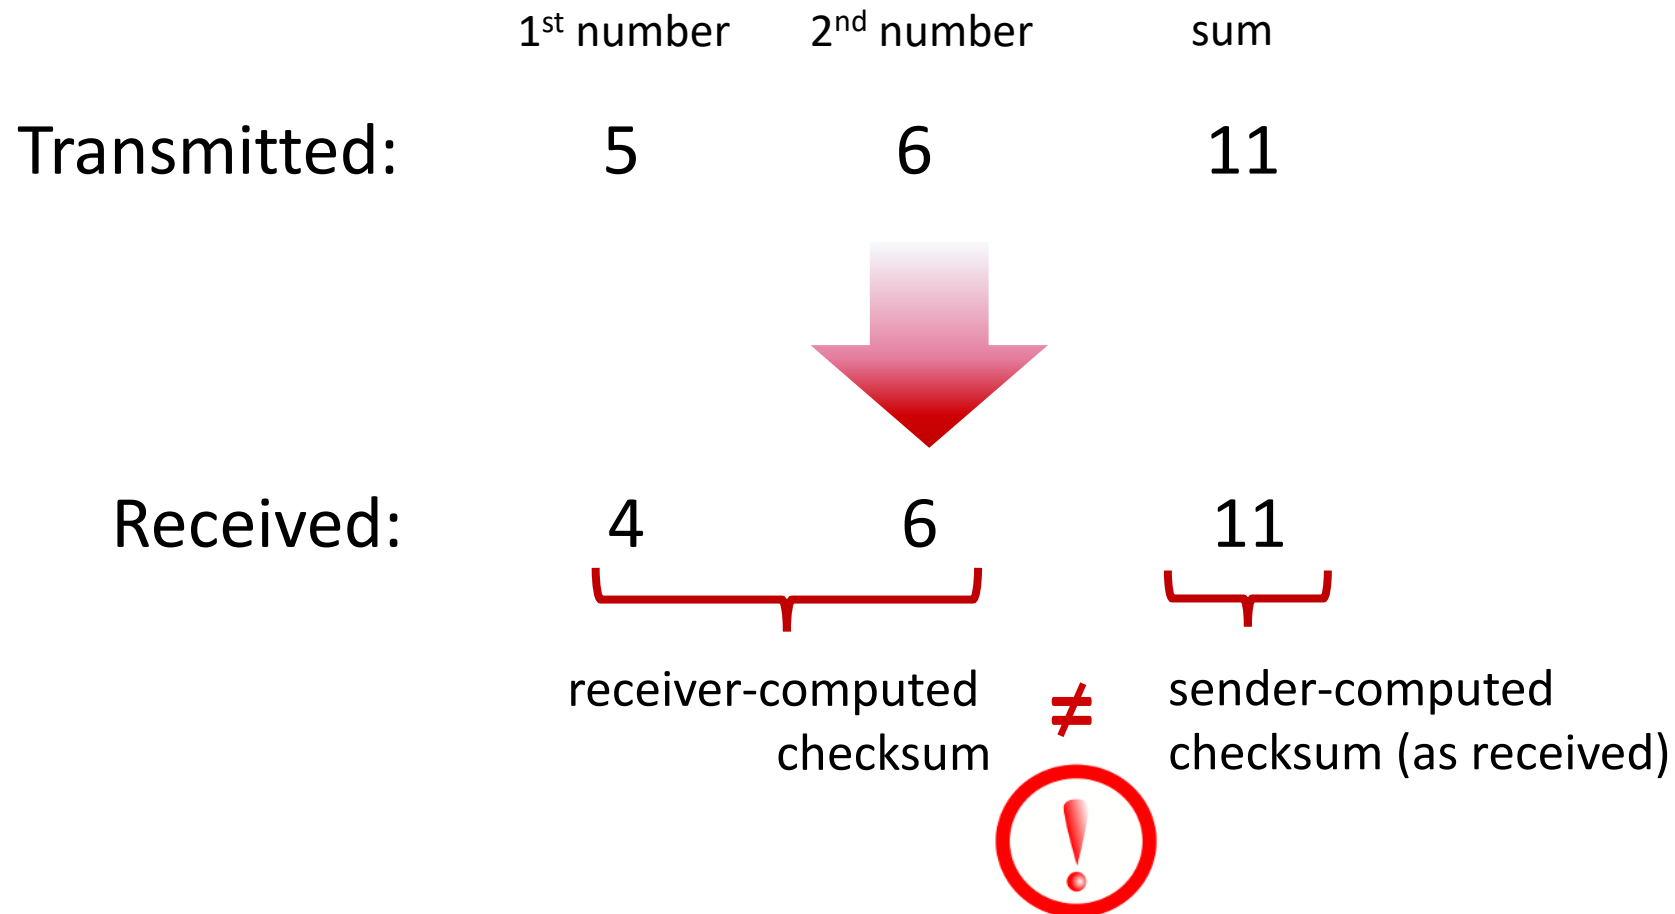 1st number 2nd number sum
Transmitted: 5 6 11
Received: 4 6 11
receiver-computed ≠ sender-computed
checksum checksum (as received)
!